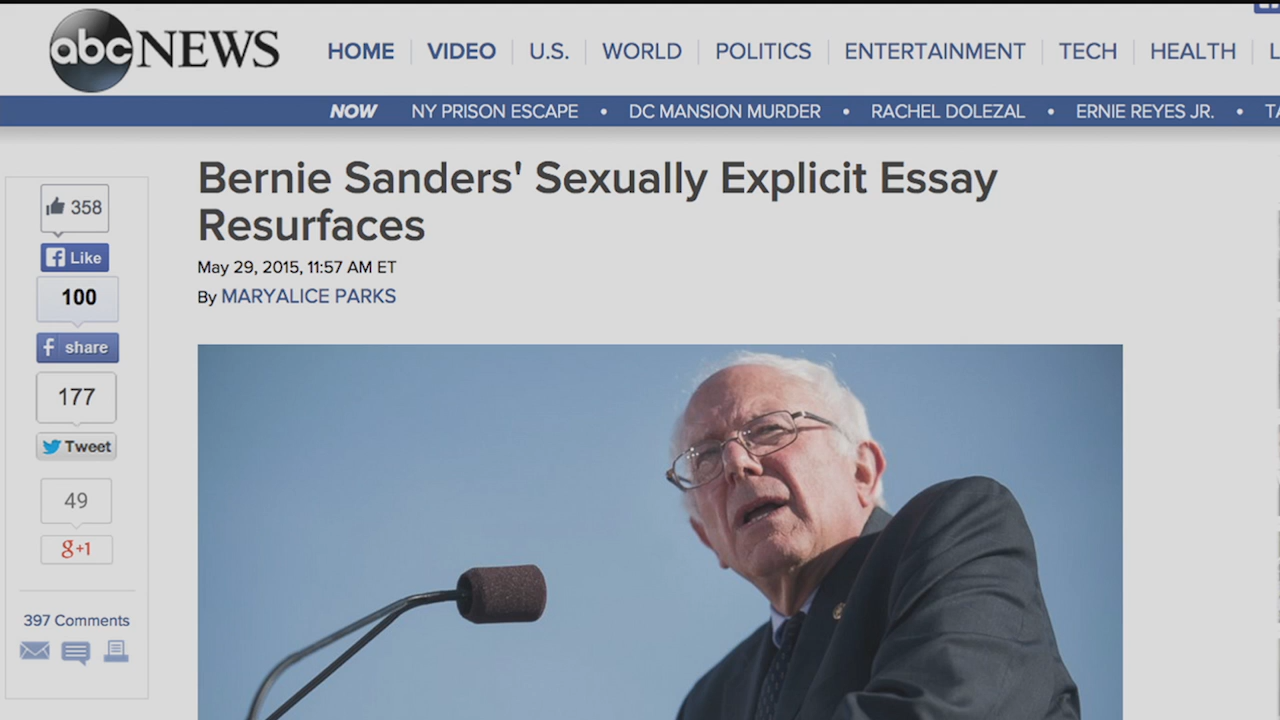 abc NEWS
HOME VIDEO U.S. WORLD POLITICS ENTERTAINMENT TECH HEALTH
NOW NY PRISON ESCAPE • DC MANSION MURDER • RACHEL DOLEZAL • ERNIE REYES JR. •
Bernie Sanders' Sexually Explicit Essay
Resurfaces
May 29, 2015, 11:57 AM ET
By MARYALICE PARKS
358
Like
100
share
177
Tweet
49
g+1
397 Comments